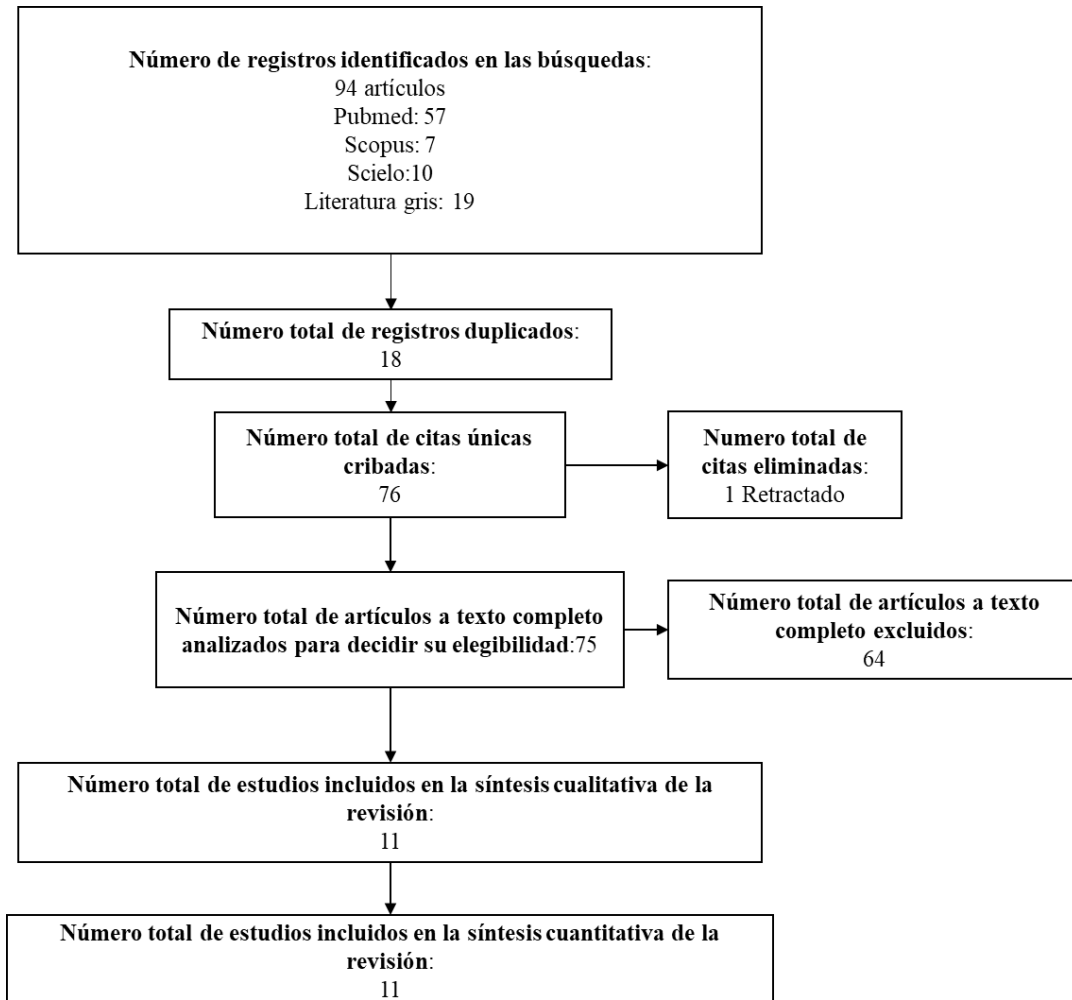 Número de registros identificados en las búsquedas:
94 artículos
Pubmed: 57
Scopus: 7
Scielo:10
Literatura gris: 19
Número total de registros duplicados:
18
Número total de citas únicas
cribadas:
76
Numero total de
citas eliminadas:
1 Retractado
Número total de artículos a texto completo
analizados para decidir su elegibilidad:75
Número total de artículos a texto
completo excluidos:
64
Número total de estudios incluidos en la síntesis cualitativa de la
revisión:
11
Número total de estudios incluidos en la síntesis cuantitativa de la
revisión:
11